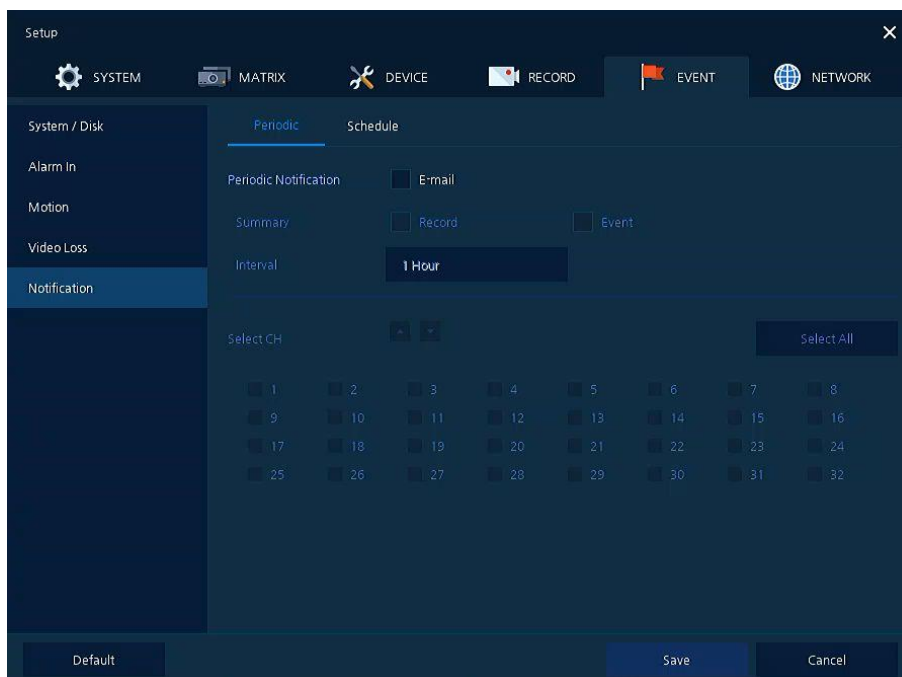 Setup
SYSTEM MATRIX DEVICE RECORD EVENT NETWORK
System / Disk
Alarm In
Motion
Video Loss
Notification
Periodic Schedule
Periodic Notification E-mail
Summary Record Event
Interval 1 Hour
Select CH Select All
1 2 3 4 5 6 7 8
9 10 11 12 13 14 15 16
17 18 19 20 21 22 23 24
25 26 27 28 29 30 31 32
Default Save Cancel